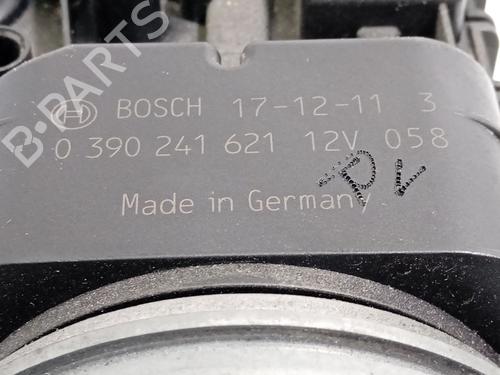 BOSCH 17-12-11 3
0 390 241 621 12V 058
Made in Germany
B-PARTS